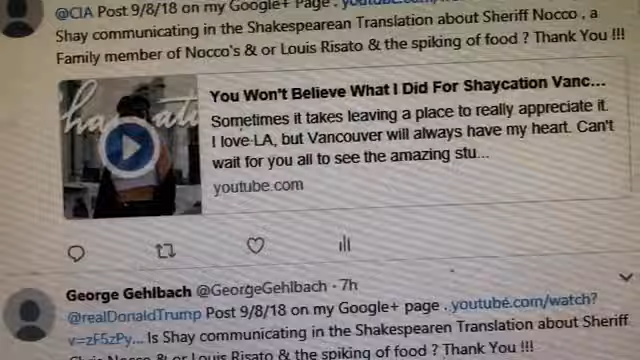 @CIA Post 9/8/18 on my Google+ Page .
Shay communicating in the Shakespearean Translation about Sheriff Nocco , a
Family member of Nocco's & or Louis Risato & the spiking of food ? Thank You !!!
You Won't Believe What I Did For Shaycation Vanc...
Sometimes it takes leaving a place to really appreciate it.
I love LA, but Vancouver will always have my heart. Can't
wait for you all to see the amazing stu...
youtube.com
George Gehlbach @GeorgeGehlbach · 7h
@realDonaldTrump Post 9/8/18 on my Google+ page . youtube.com/watch?
v=zF5zPy... Is Shay communicating in the Shakespearen Translation about Sheriff
Nocco & or Louis Risato & the spiking of food ? Thank You !!!